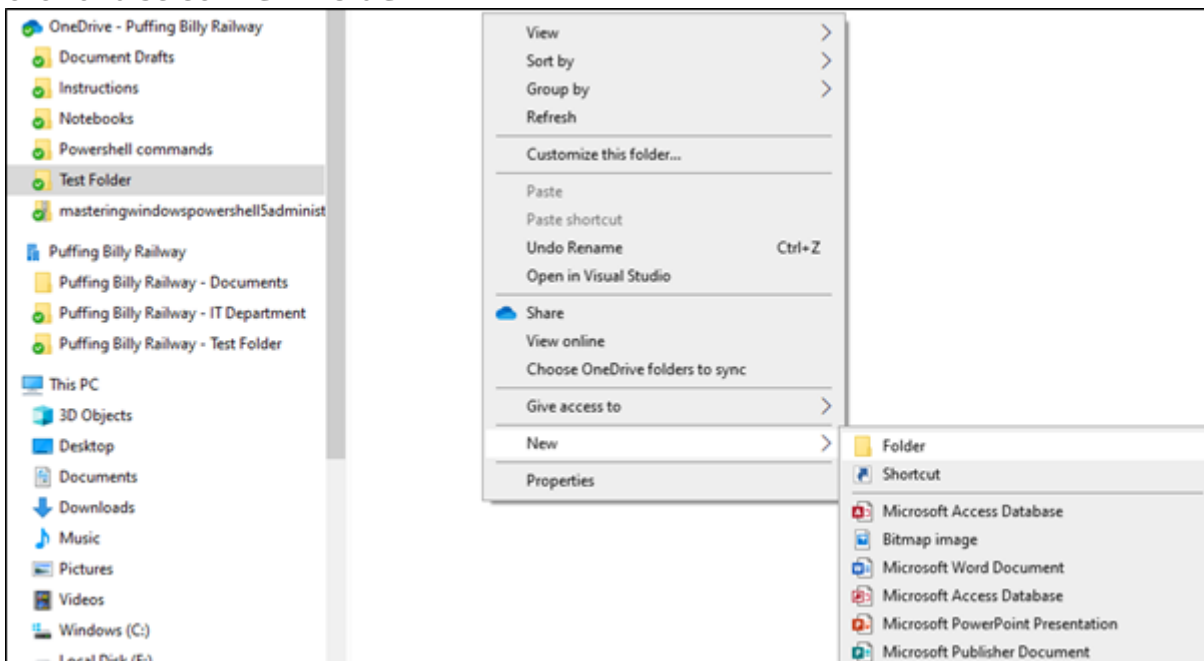 OneDrive - Puffing Billy Railway
Document Drafts
Instructions
Notebooks
Powershell commands
Test Folder
masteringwindowspowershell5administ
Puffing Billy Railway
Puffing Billy Railway - Documents
Puffing Billy Railway - IT Department
Puffing Billy Railway - Test Folder
This PC
3D Objects
Desktop
Documents
Downloads
Music
Pictures
Videos
Windows (C:)
View
Sort by
Group by
Refresh
Customize this folder...
Paste
Paste shortcut
Undo Rename Ctrl+Z
Open in Visual Studio
Share
View online
Choose OneDrive folders to sync
Give access to
New
Properties
Folder
Shortcut
Microsoft Access Database
Bitmap image
Microsoft Word Document
Microsoft Access Database
Microsoft PowerPoint Presentation
Microsoft Publisher Document